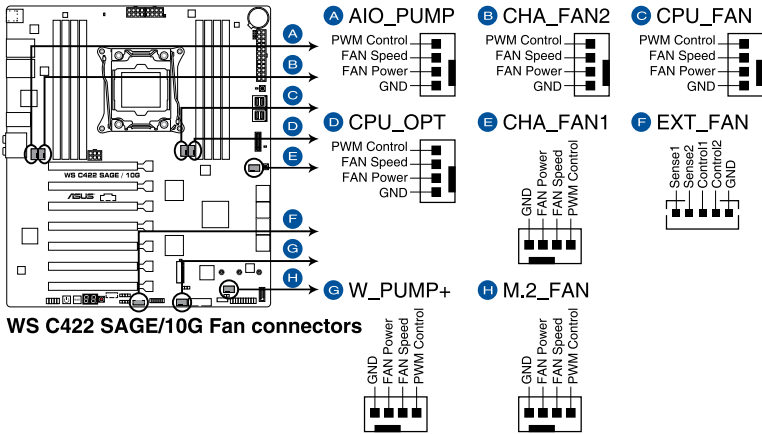 A AIO_PUMP
PWM Control
FAN Speed
FAN Power
GND
B CHA_FAN2
PWM Control
FAN Speed
FAN Power
GND
C CPU_FAN
PWM Control
FAN Speed
FAN Power
GND
A
B
C
D
E
F
G
H
D CPU_OPT
PWM Control
FAN Speed
FAN Power
GND
E CHA_FAN1
GND
FAN Power
FAN Speed
PWM Control
F EXT_FAN
Sense1
Sense2
Control1
Control2
GND
WS C422 SAGE / 10G
ASUS
WS C422 SAGE/10G Fan connectors
G W_PUMP+
GND
FAN Power
FAN Speed
PWM Control
H M.2_FAN
GND
FAN Power
FAN Speed
PWM Control